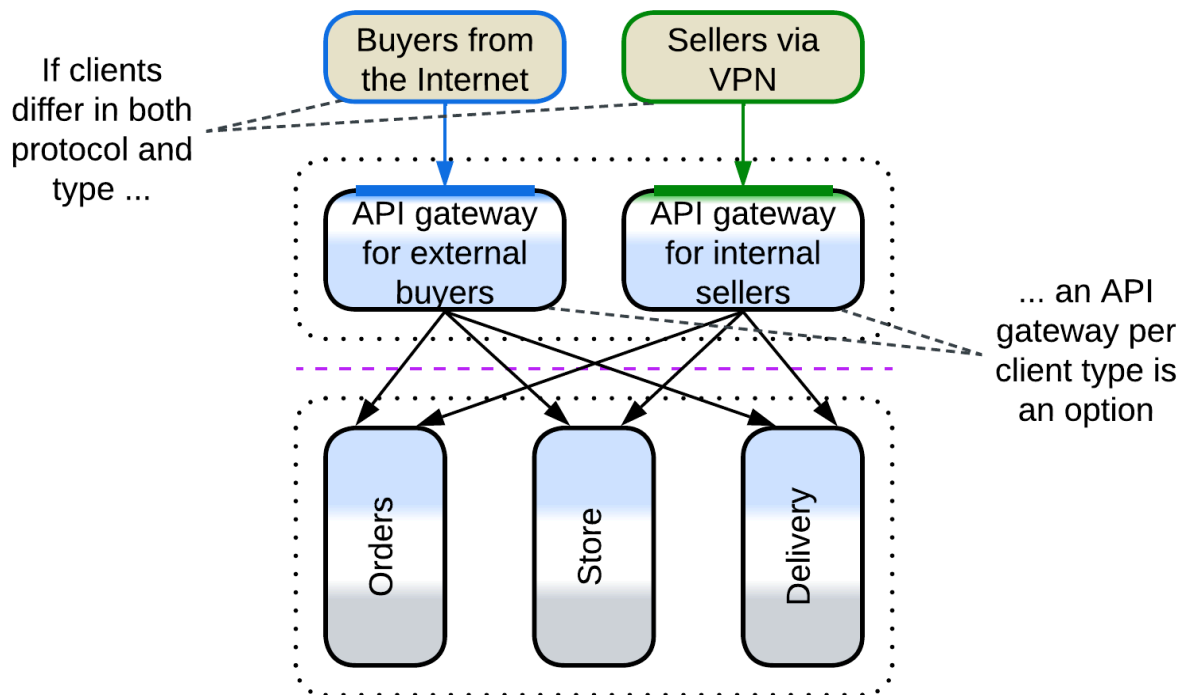 If clients
differ in both
protocol and
type ...
Buyers from
the Internet
Sellers via
VPN
API gateway
for external
buyers
API gateway
for internal
sellers
... an API
gateway per
client type is
an option
Orders
Store
Delivery